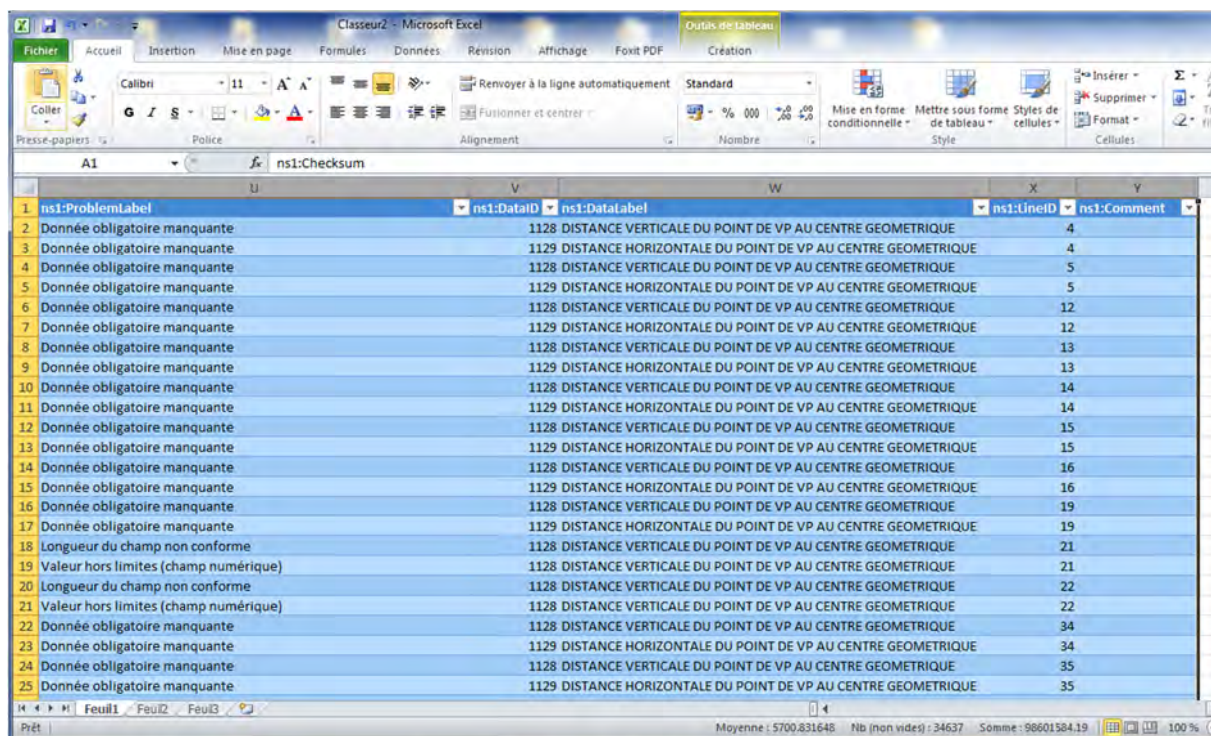 Classeur2 - Microsoft Excel
Outils de tableau
Fichier Accueil Insertion Mise en page Formules Données Révision Affichage Foxit PDF Création
Coller
Calibri 11 A A
G I S
Renvoyer à la ligne automatiquement
Fusionner et centrer
Standard
% 000
Mise en forme conditionnelle
Mettre sous forme de tableau
Styles de cellules
Insérer
Supprimer
Format
Σ
Presse-papiers Police Alignement Nombre Style Cellules
A1 fx ns1:Checksum
U V W X Y
1 ns1:ProblemLabel ns1:DataID ns1:DataLabel ns1:LineID ns1:Comment
2 Donnée obligatoire manquante 1128 DISTANCE VERTICALE DU POINT DE VP AU CENTRE GEOMETRIQUE 4
3 Donnée obligatoire manquante 1129 DISTANCE HORIZONTALE DU POINT DE VP AU CENTRE GEOMETRIQUE 4
4 Donnée obligatoire manquante 1128 DISTANCE VERTICALE DU POINT DE VP AU CENTRE GEOMETRIQUE 5
5 Donnée obligatoire manquante 1129 DISTANCE HORIZONTALE DU POINT DE VP AU CENTRE GEOMETRIQUE 5
6 Donnée obligatoire manquante 1128 DISTANCE VERTICALE DU POINT DE VP AU CENTRE GEOMETRIQUE 12
7 Donnée obligatoire manquante 1129 DISTANCE HORIZONTALE DU POINT DE VP AU CENTRE GEOMETRIQUE 12
8 Donnée obligatoire manquante 1128 DISTANCE VERTICALE DU POINT DE VP AU CENTRE GEOMETRIQUE 13
9 Donnée obligatoire manquante 1129 DISTANCE HORIZONTALE DU POINT DE VP AU CENTRE GEOMETRIQUE 13
10 Donnée obligatoire manquante 1128 DISTANCE VERTICALE DU POINT DE VP AU CENTRE GEOMETRIQUE 14
11 Donnée obligatoire manquante 1129 DISTANCE HORIZONTALE DU POINT DE VP AU CENTRE GEOMETRIQUE 14
12 Donnée obligatoire manquante 1128 DISTANCE VERTICALE DU POINT DE VP AU CENTRE GEOMETRIQUE 15
13 Donnée obligatoire manquante 1129 DISTANCE HORIZONTALE DU POINT DE VP AU CENTRE GEOMETRIQUE 15
14 Donnée obligatoire manquante 1128 DISTANCE VERTICALE DU POINT DE VP AU CENTRE GEOMETRIQUE 16
15 Donnée obligatoire manquante 1129 DISTANCE HORIZONTALE DU POINT DE VP AU CENTRE GEOMETRIQUE 16
16 Donnée obligatoire manquante 1128 DISTANCE VERTICALE DU POINT DE VP AU CENTRE GEOMETRIQUE 19
17 Donnée obligatoire manquante 1129 DISTANCE HORIZONTALE DU POINT DE VP AU CENTRE GEOMETRIQUE 19
18 Longueur du champ non conforme 1128 DISTANCE VERTICALE DU POINT DE VP AU CENTRE GEOMETRIQUE 21
19 Valeur hors limites (champ numérique) 1128 DISTANCE VERTICALE DU POINT DE VP AU CENTRE GEOMETRIQUE 21
20 Longueur du champ non conforme 1128 DISTANCE VERTICALE DU POINT DE VP AU CENTRE GEOMETRIQUE 22
21 Valeur hors limites (champ numérique) 1128 DISTANCE VERTICALE DU POINT DE VP AU CENTRE GEOMETRIQUE 22
22 Donnée obligatoire manquante 1128 DISTANCE VERTICALE DU POINT DE VP AU CENTRE GEOMETRIQUE 34
23 Donnée obligatoire manquante 1129 DISTANCE HORIZONTALE DU POINT DE VP AU CENTRE GEOMETRIQUE 34
24 Donnée obligatoire manquante 1128 DISTANCE VERTICALE DU POINT DE VP AU CENTRE GEOMETRIQUE 35
25 Donnée obligatoire manquante 1129 DISTANCE HORIZONTALE DU POINT DE VP AU CENTRE GEOMETRIQUE 35
Feuil1 Feuil2 Feuil3
Prêt Moyenne : 5700.831648 Nb (non vides) : 34637 Somme : 98601584.19 100 %